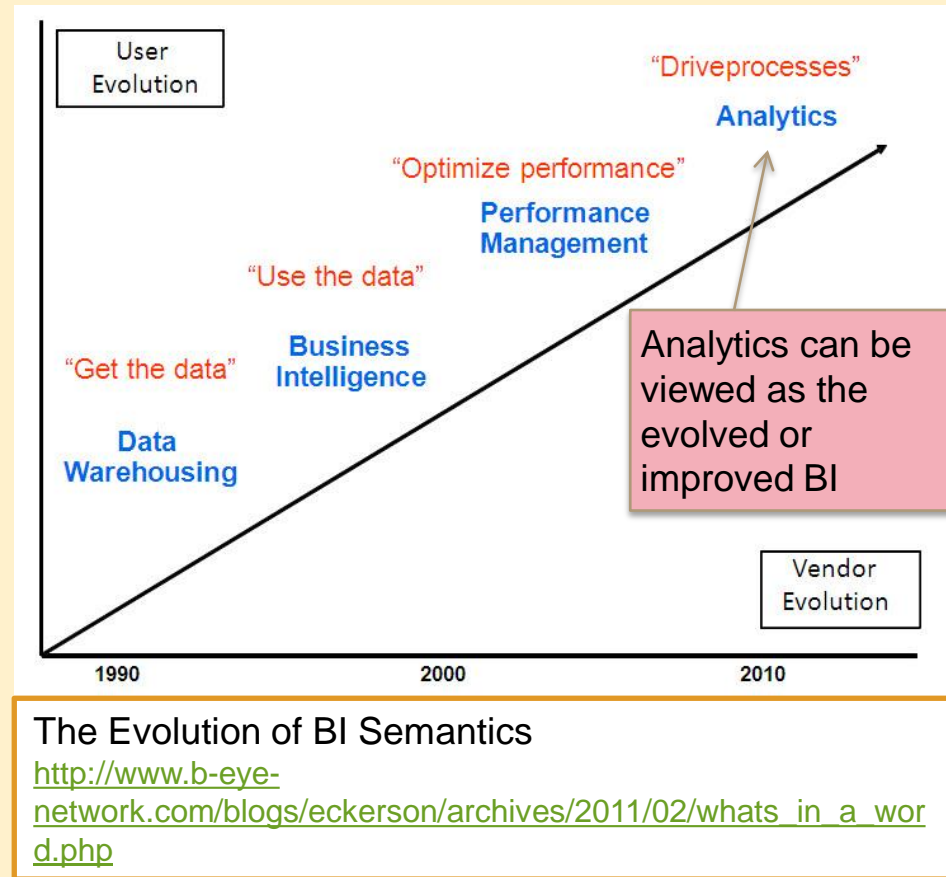 User
Evolution
“Driveprocesses”
Analytics
“Optimize performance”
Performance
Management
“Use the data”
Business
Intelligence
“Get the data”
Data
Warehousing
Analytics can be
viewed as the
evolved or
improved BI
Vendor
Evolution
1990
2000
2010
The Evolution of BI Semantics
http://www.b-eye-
network.com/blogs/eckerson/archives/2011/02/whats_in_a_wor
d.php